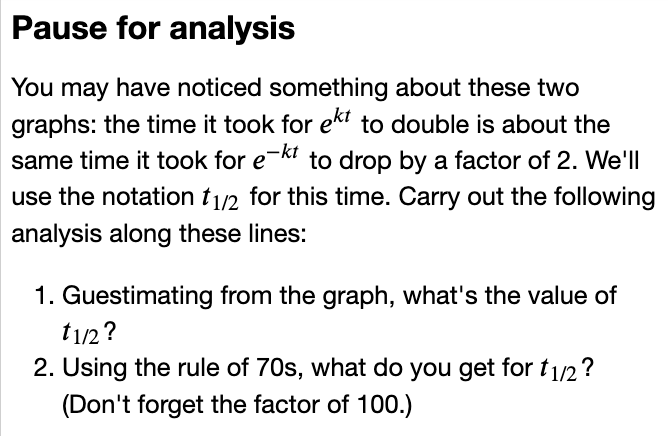 Pause for analysis
You may have noticed something about these two
graphs: the time it took for $e^{kt}$ to double is about the
same time it took for $e^{-kt}$ to drop by a factor of 2. We'll
use the notation $t_{1/2}$ for this time. Carry out the following
analysis along these lines:
1. Guestimating from the graph, what's the value of
$t_{1/2}$?
2. Using the rule of 70s, what do you get for $t_{1/2}$?
(Don't forget the factor of 100.)